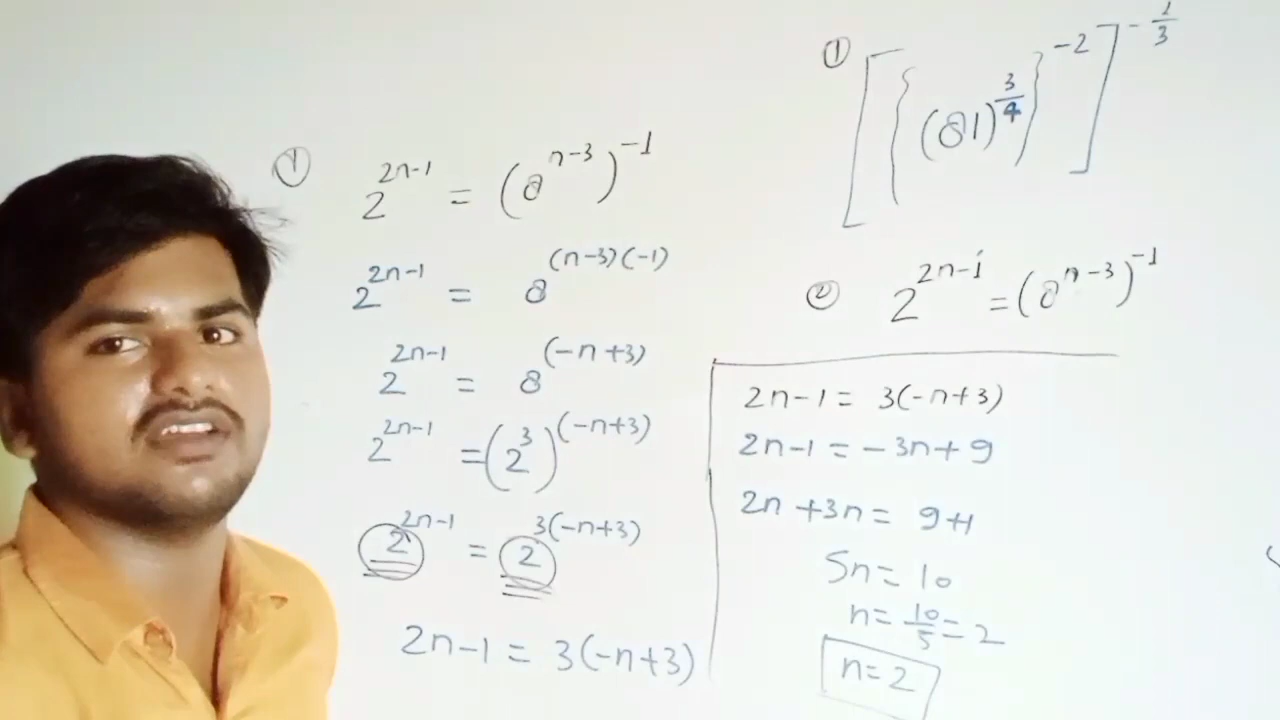 ① [{(81)^{3/4}}^{-2}]^{-1/3}
① 2^{2n-1} = (8^{n-3})^{-1}
2^{2n-1} = 8^{(n-3)(-1)}
2^{2n-1} = 8^{(-n+3)}
2^{2n-1} = (2^3)^{(-n+3)}
2^{2n-1} = 2^{3(-n+3)}
2n-1 = 3(-n+3)
② 2^{2n-1} = (8^{n-3})^{-1}
2n-1 = 3(-n+3)
2n-1 = -3n+9
2n+3n = 9+1
5n = 10
n = 10/5 = 2
n=2